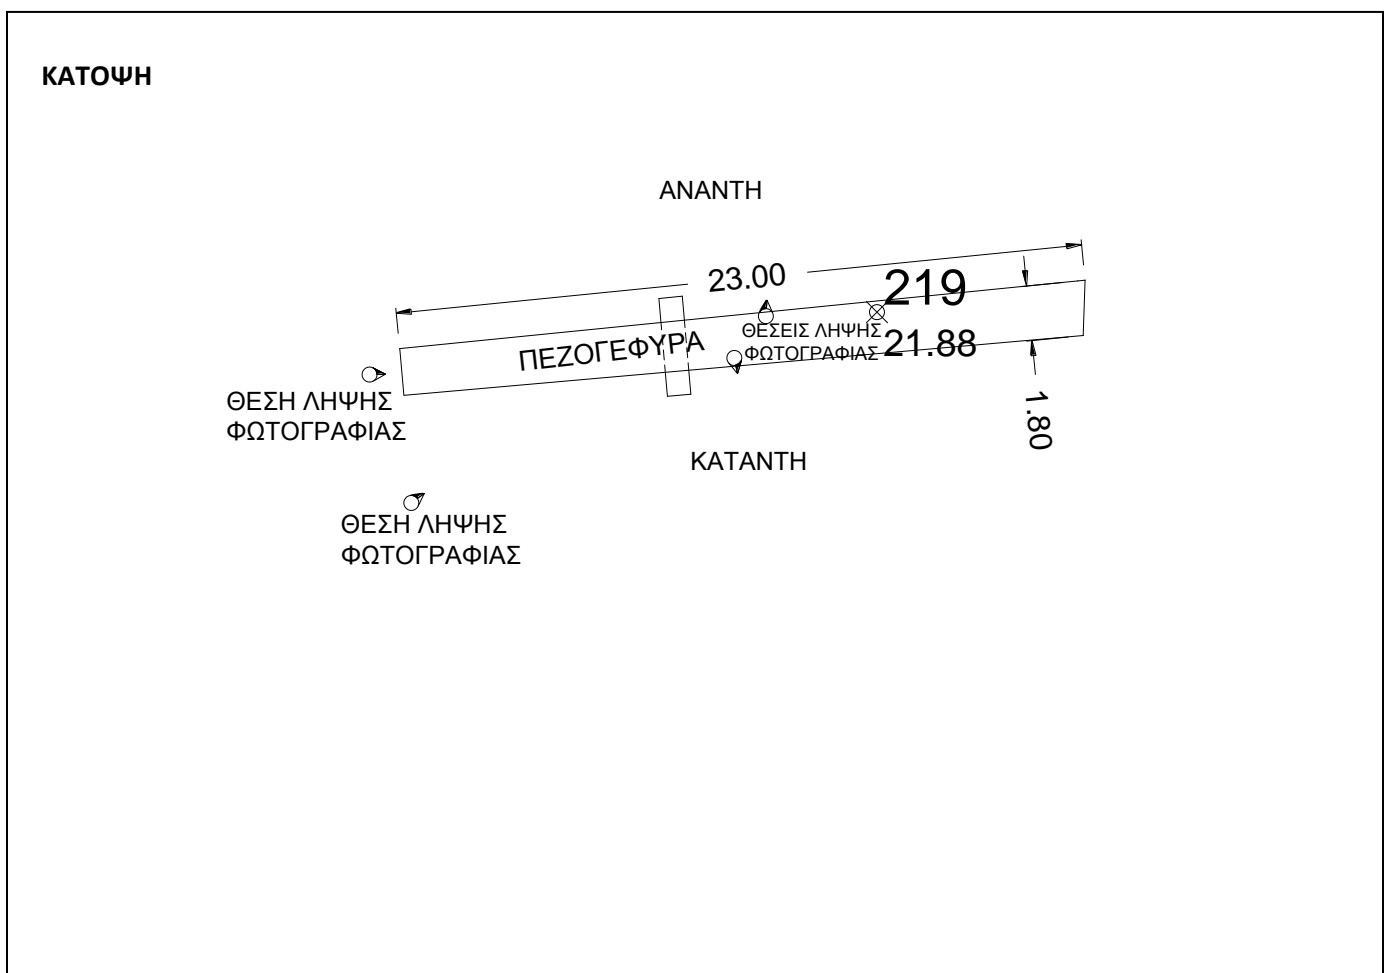 ΚΑΤΟΨΗ
ΑΝΑΝΤΗ
23.00
219
ΘΕΣΕΙΣ ΛΗΨΗΣ
ΦΩΤΟΓΡΑΦΙΑΣ
21.88
ΠΕΖΟΓΕΦΥΡΑ
ΘΕΣΗ ΛΗΨΗΣ
ΦΩΤΟΓΡΑΦΙΑΣ
1.80
ΚΑΤΑΝΤΗ
ΘΕΣΗ ΛΗΨΗΣ
ΦΩΤΟΓΡΑΦΙΑΣ